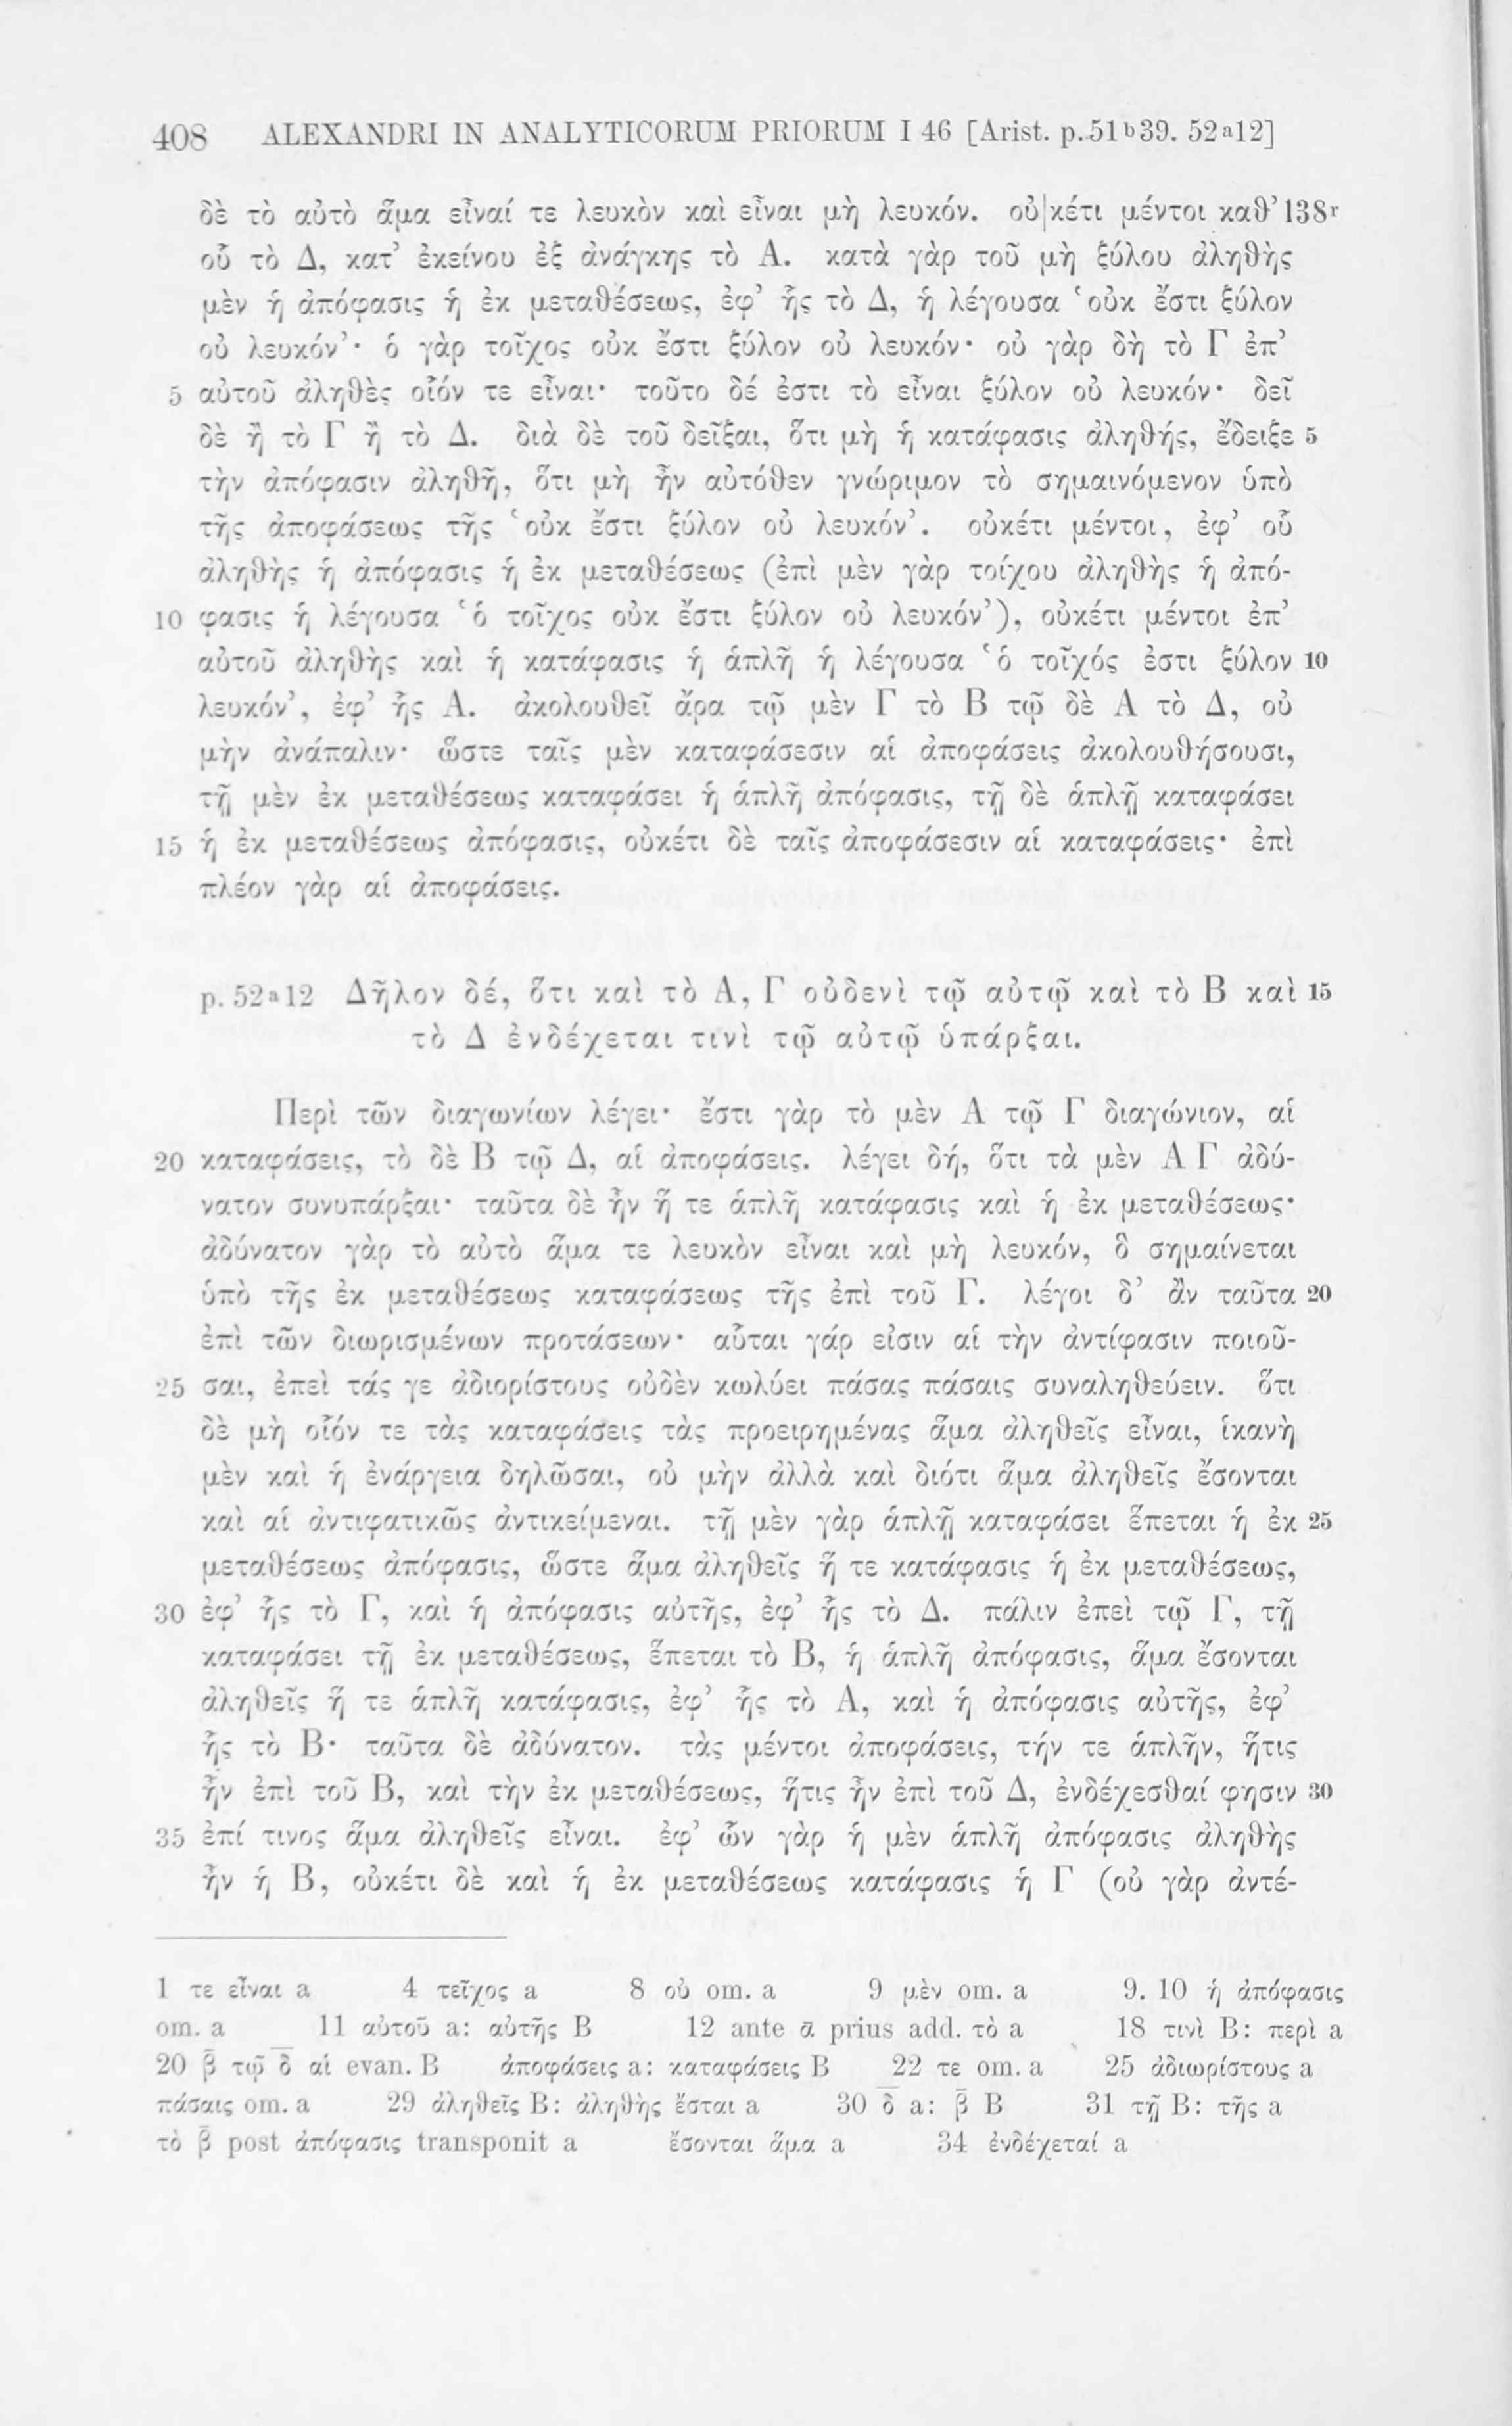 408 ALEXANDRI IN ANALYTICORUM PRIORUM I 46 [Arist. p. 51b39. 52a12]
δὲ τὸ αὐτὸ ἅμα εἶναί τε λευκὸν καὶ εἶναι μὴ λευκόν. οὐ|κέτι μέντοι καθ’ 138r
οὗ τὸ Δ, κατ’ ἐκείνου ἐξ ἀνάγκης τὸ Α. κατὰ γὰρ τοῦ μὴ ξύλου ἀληθὴς
μὲν ἡ ἀπόφασις ἡ ἐκ μεταθέσεως, ἐφ’ ἧς τὸ Δ, ἡ λέγουσα ‘οὐκ ἔστι ξύλον
οὐ λευκόν’· ὁ γὰρ τοῖχος οὐκ ἔστι ξύλον οὐ λευκόν· οὐ γὰρ δὴ τὸ Γ ἐπ’
5 αὐτοῦ ἀληθὲς οἷόν τε εἶναι· τοῦτο δέ ἐστι τὸ εἶναι ξύλον οὐ λευκόν· δεῖ
δὲ ἢ τὸ Γ ἢ τὸ Δ. διὰ δὲ τοῦ δεῖξαι, ὅτι μὴ ἡ κατάφασις ἀληθής, ἔδειξε 5
τὴν ἀπόφασιν ἀληθῆ, ὅτι μὴ ἦν αὐτόθεν γνώριμον τὸ σημαινόμενον ὑπὸ
τῆς ἀποφάσεως τῆς ‘οὐκ ἔστι ξύλον οὐ λευκόν’. οὐκέτι μέντοι, ἐφ’ οὗ
ἀληθὴς ἡ ἀπόφασις ἡ ἐκ μεταθέσεως (ἐπὶ μὲν γὰρ τοίχου ἀληθὴς ἡ ἀπό-
10 φασις ἡ λέγουσα ‘ὁ τοῖχος οὐκ ἔστι ξύλον οὐ λευκόν’), οὐκέτι μέντοι ἐπ’
αὐτοῦ ἀληθὴς καὶ ἡ κατάφασις ἡ ἁπλῆ ἡ λέγουσα ‘ὁ τοῖχός ἐστι ξύλον 10
λευκόν’, ἐφ’ ἧς Α. ἀκολουθεῖ ἄρα τῷ μὲν Γ τὸ Β τῷ δὲ Α τὸ Δ, οὐ
μὴν ἀνάπαλιν· ὥστε ταῖς μὲν καταφάσεσιν αἱ ἀποφάσεις ἀκολουθήσουσι,
τῇ μὲν ἐκ μεταθέσεως καταφάσει ἡ ἁπλῆ ἀπόφασις, τῇ δὲ ἁπλῇ καταφάσει
15 ἡ ἐκ μεταθέσεως ἀπόφασις, οὐκέτι δὲ ταῖς ἀποφάσεσιν αἱ καταφάσεις· ἐπὶ
πλέον γὰρ αἱ ἀποφάσεις.
p. 52a12 Δῆλον δέ, ὅτι καὶ τὸ Α, Γ οὐδενὶ τῷ αὐτῷ καὶ τὸ Β καὶ 15
τὸ Δ ἐνδέχεται τινὶ τῷ αὐτῷ ὑπάρξαι.
Περὶ τῶν διαγωνίων λέγει· ἔστι γὰρ τὸ μὲν Α τῷ Γ διαγώνιον, αἱ
20 καταφάσεις, τὸ δὲ Β τῷ Δ, αἱ ἀποφάσεις. λέγει δή, ὅτι τὰ μὲν Α Γ ἀδύ-
νατον συνυπάρξαι· ταῦτα δὲ ἦν ἥ τε ἁπλῆ κατάφασις καὶ ἡ ἐκ μεταθέσεως·
ἀδύνατον γὰρ τὸ αὐτὸ ἅμα τε λευκὸν εἶναι καὶ μὴ λευκόν, ὃ σημαίνεται
ὑπὸ τῆς ἐκ μεταθέσεως καταφάσεως τῆς ἐπὶ τοῦ Γ. λέγοι δ’ ἂν ταῦτα 20
ἐπὶ τῶν διωρισμένων προτάσεων· αὗται γάρ εἰσιν αἱ τὴν ἀντίφασιν ποιοῦ-
25 σαι, ἐπεὶ τάς γε ἀδιορίστους οὐδὲν κωλύει πάσας πάσαις συναληθεύειν. ὅτι
δὲ μὴ οἷόν τε τὰς καταφάσεις τὰς προειρημένας ἅμα ἀληθεῖς εἶναι, ἱκανὴ
μὲν καὶ ἡ ἐνάργεια δηλῶσαι, οὐ μὴν ἀλλὰ καὶ διότι ἅμα ἀληθεῖς ἔσονται
καὶ αἱ ἀντιφατικῶς ἀντικείμεναι. τῇ μὲν γὰρ ἁπλῇ καταφάσει ἕπεται ἡ ἐκ 25
μεταθέσεως ἀπόφασις, ὥστε ἅμα ἀληθεῖς ἥ τε κατάφασις ἡ ἐκ μεταθέσεως,
30 ἐφ’ ἧς τὸ Γ, καὶ ἡ ἀπόφασις αὐτῆς, ἐφ’ ἧς τὸ Δ. πάλιν ἐπεὶ τῷ Γ, τῇ
καταφάσει τῇ ἐκ μεταθέσεως, ἕπεται τὸ Β, ἡ ἁπλῆ ἀπόφασις, ἅμα ἔσονται
ἀληθεῖς ἥ τε ἁπλῆ κατάφασις, ἐφ’ ἧς τὸ Α, καὶ ἡ ἀπόφασις αὐτῆς, ἐφ’
ἧς τὸ Β· ταῦτα δὲ ἀδύνατον. τὰς μέντοι ἀποφάσεις, τήν τε ἁπλῆν, ἥτις
ἦν ἐπὶ τοῦ Β, καὶ τὴν ἐκ μεταθέσεως, ἥτις ἦν ἐπὶ τοῦ Δ, ἐνδέχεσθαί φησιν 30
35 ἐπί τινος ἅμα ἀληθεῖς εἶναι. ἐφ’ ὧν γὰρ ἡ μὲν ἁπλῆ ἀπόφασις ἀληθὴς
ἦν ἡ Β, οὐκέτι δὲ καὶ ἡ ἐκ μεταθέσεως κατάφασις ἡ Γ (οὐ γὰρ ἀντέ-
1 τε εἶναι a 4 τεῖχος a 8 οὐ om. a 9 μὲν om. a 9. 10 ἡ ἀπόφασις
om. a 11 αὐτοῦ a: αὐτῆς B 12 ante ᾱ prius add. τὸ a 18 τινὶ B: περὶ a
20 β̄ τῷ δ̄ αἱ evan. B ἀποφάσεις a: καταφάσεις B 22 τε om. a 25 ἀδιωρίστους a
πάσαις om. a 29 ἀληθεῖς B: ἀληθὴς ἔσται a 30 δ̄ a: β̄ B 31 τῇ B: τῆς a
τὸ β̄ post ἀπόφασις transponit a ἔσονται ἅμα a 34 ἐνδέχεταί a